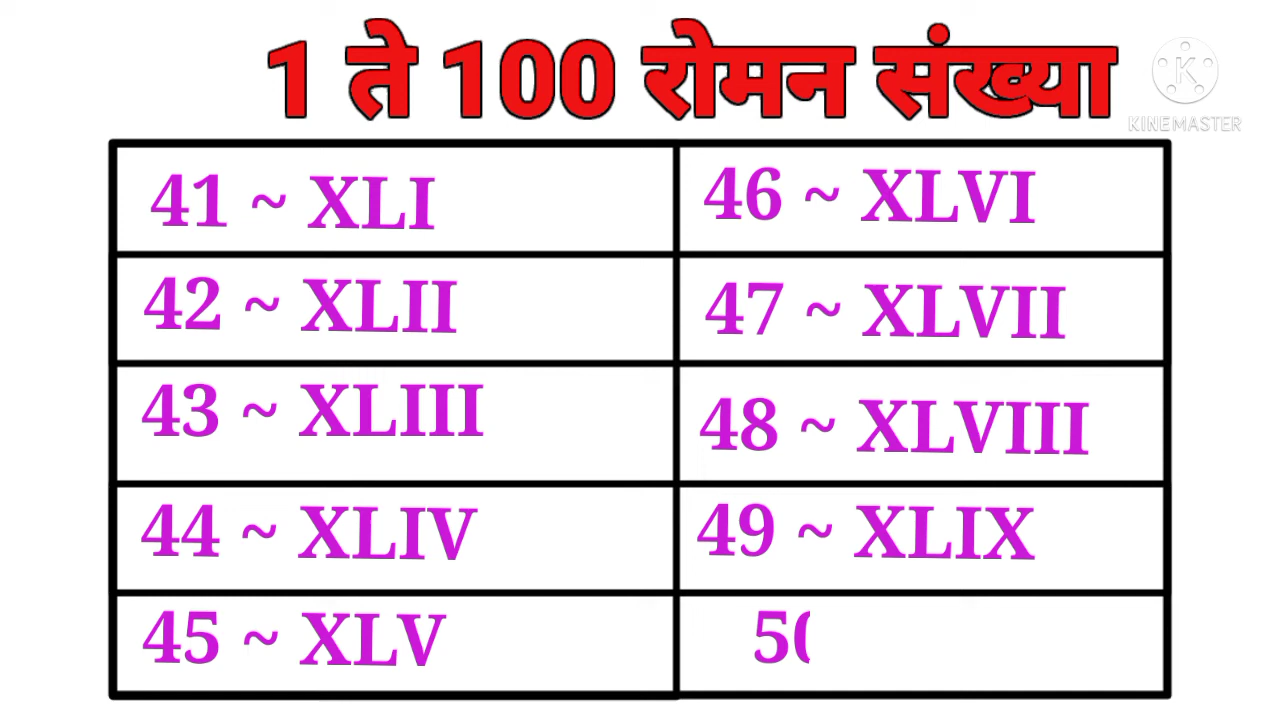 1 ते 100 रोमन संख्या
K
KINEMASTER
41 ~ XLI
42 ~ XLII
43 ~ XLIII
44 ~ XLIV
45 ~ XLV
46 ~ XLVI
47 ~ XLVII
48 ~ XLVIII
49 ~ XLIX